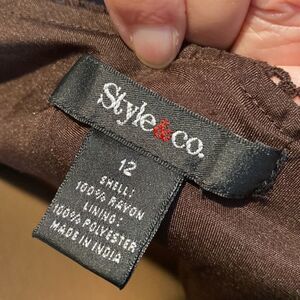 Style&co.
12
SHELL:
100% RAYON
LINING:
100% POLYESTER
MADE IN INDIA